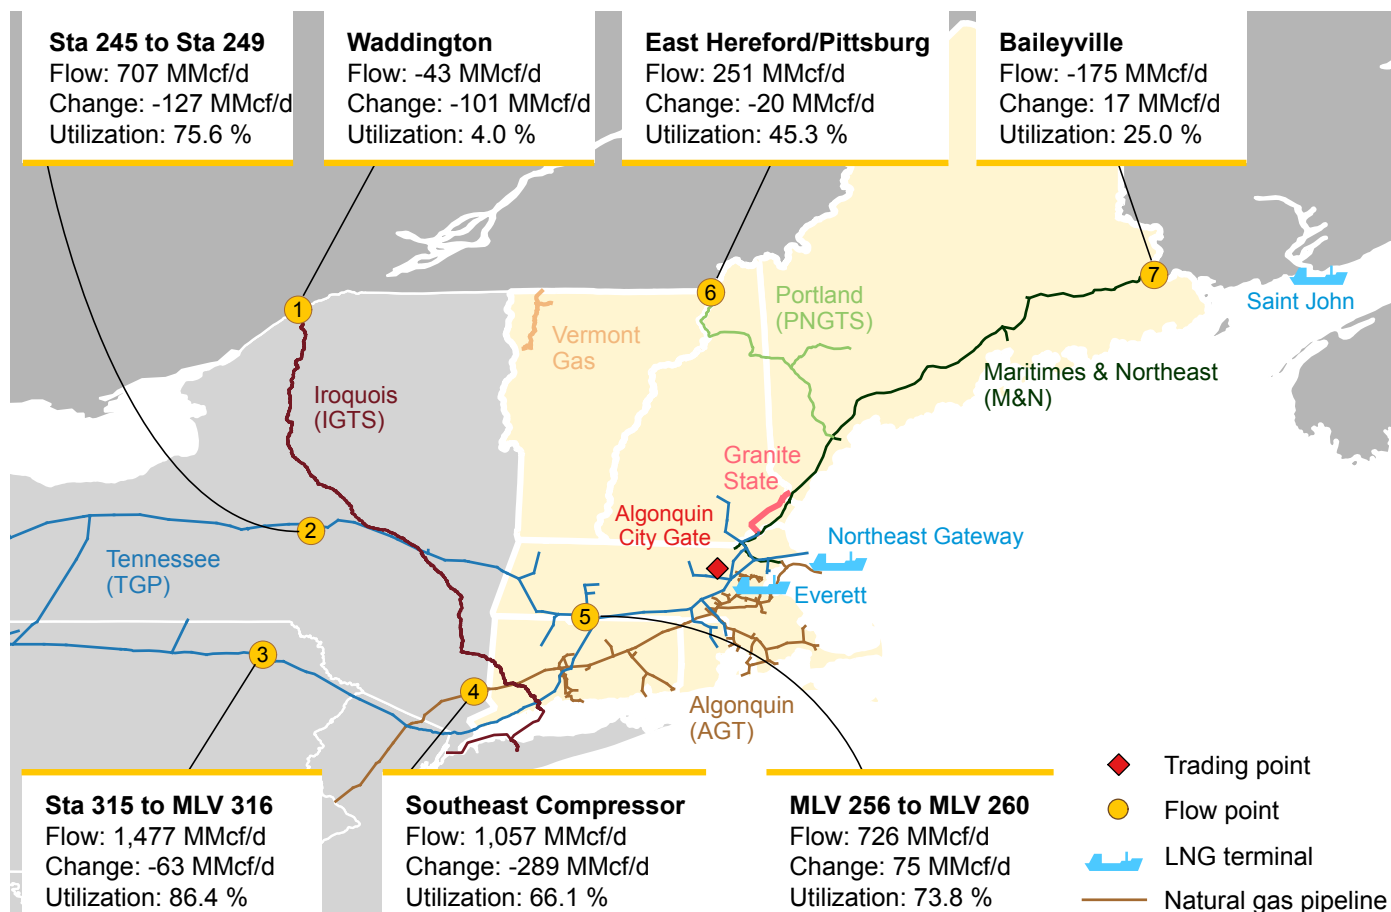 Sta 245 to Sta 249
Flow: 707 MMcf/d
Change: -127 MMcf/d
Utilization: 75.6 %
Waddington
Flow: -43 MMcf/d
Change: -101 MMcf/d
Utilization: 4.0 %
East Hereford/Pittsburg
Flow: 251 MMcf/d
Change: -20 MMcf/d
Utilization: 45.3 %
Baileyville
Flow: -175 MMcf/d
Change: 17 MMcf/d
Utilization: 25.0 %
1
6
7
Saint John
Portland
(PNGTS)
Vermont
Gas
Maritimes & Northeast
(M&N)
Iroquois
(IGTS)
Granite
State
Algonquin
City Gate
2
Northeast Gateway
Tennessee
(TGP)
Everett
5
3
4
Algonquin
(AGT)
Sta 315 to MLV 316
Flow: 1,477 MMcf/d
Change: -63 MMcf/d
Utilization: 86.4 %
Southeast Compressor
Flow: 1,057 MMcf/d
Change: -289 MMcf/d
Utilization: 66.1 %
MLV 256 to MLV 260
Flow: 726 MMcf/d
Change: 75 MMcf/d
Utilization: 73.8 %
Trading point
Flow point
LNG terminal
Natural gas pipeline